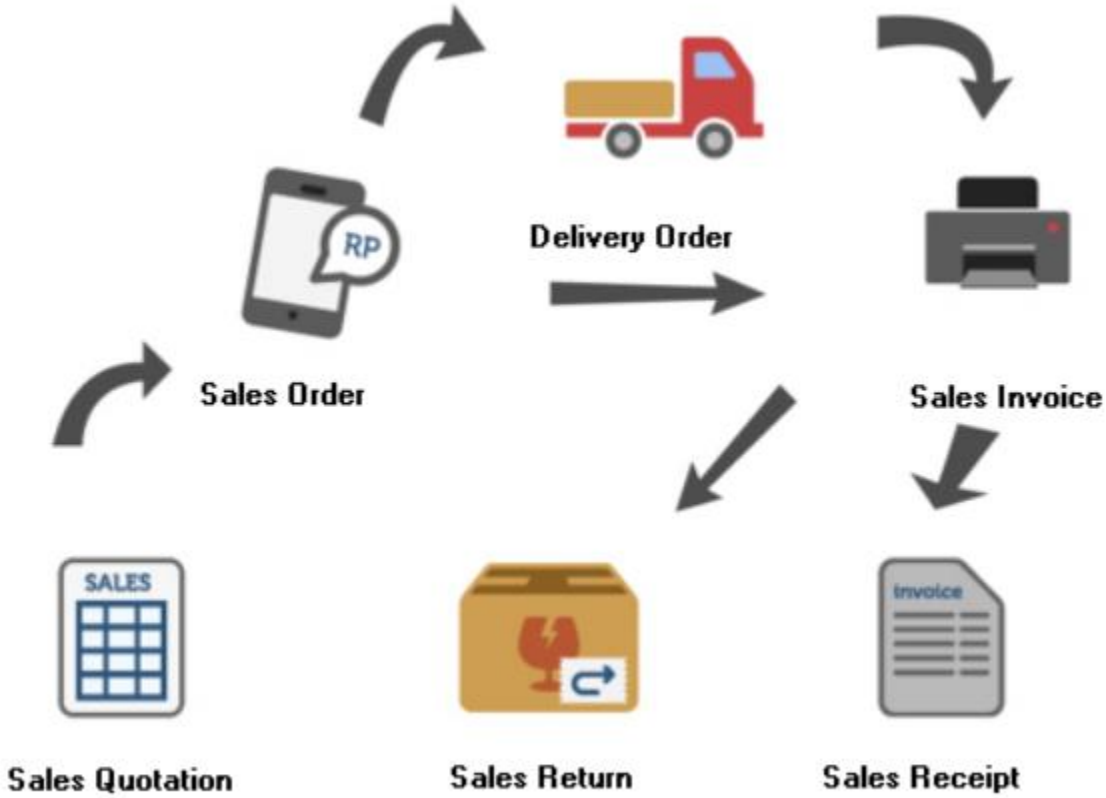 RP
Delivery Order
Sales Order
Sales Invoice
SALES
Invoice
Sales Quotation
Sales Return
Sales Receipt